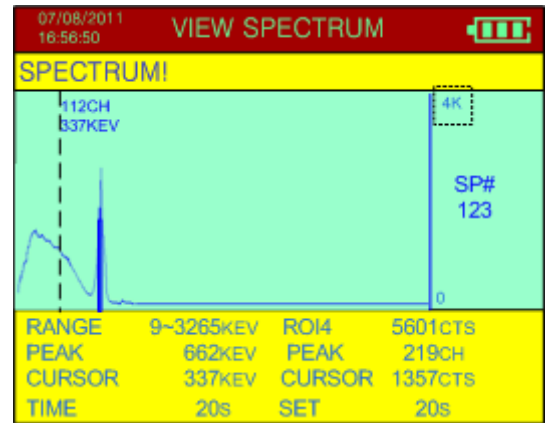 07/08/2011
16:56:50
VIEW SPECTRUM
SPECTRUM!
112CH
337KEV
4K
SP#
123
0
RANGE 9~3265KEV ROI4 5601CTS
PEAK 662KEV PEAK 219CH
CURSOR 337KEV CURSOR 1357CTS
TIME 20S SET 20S